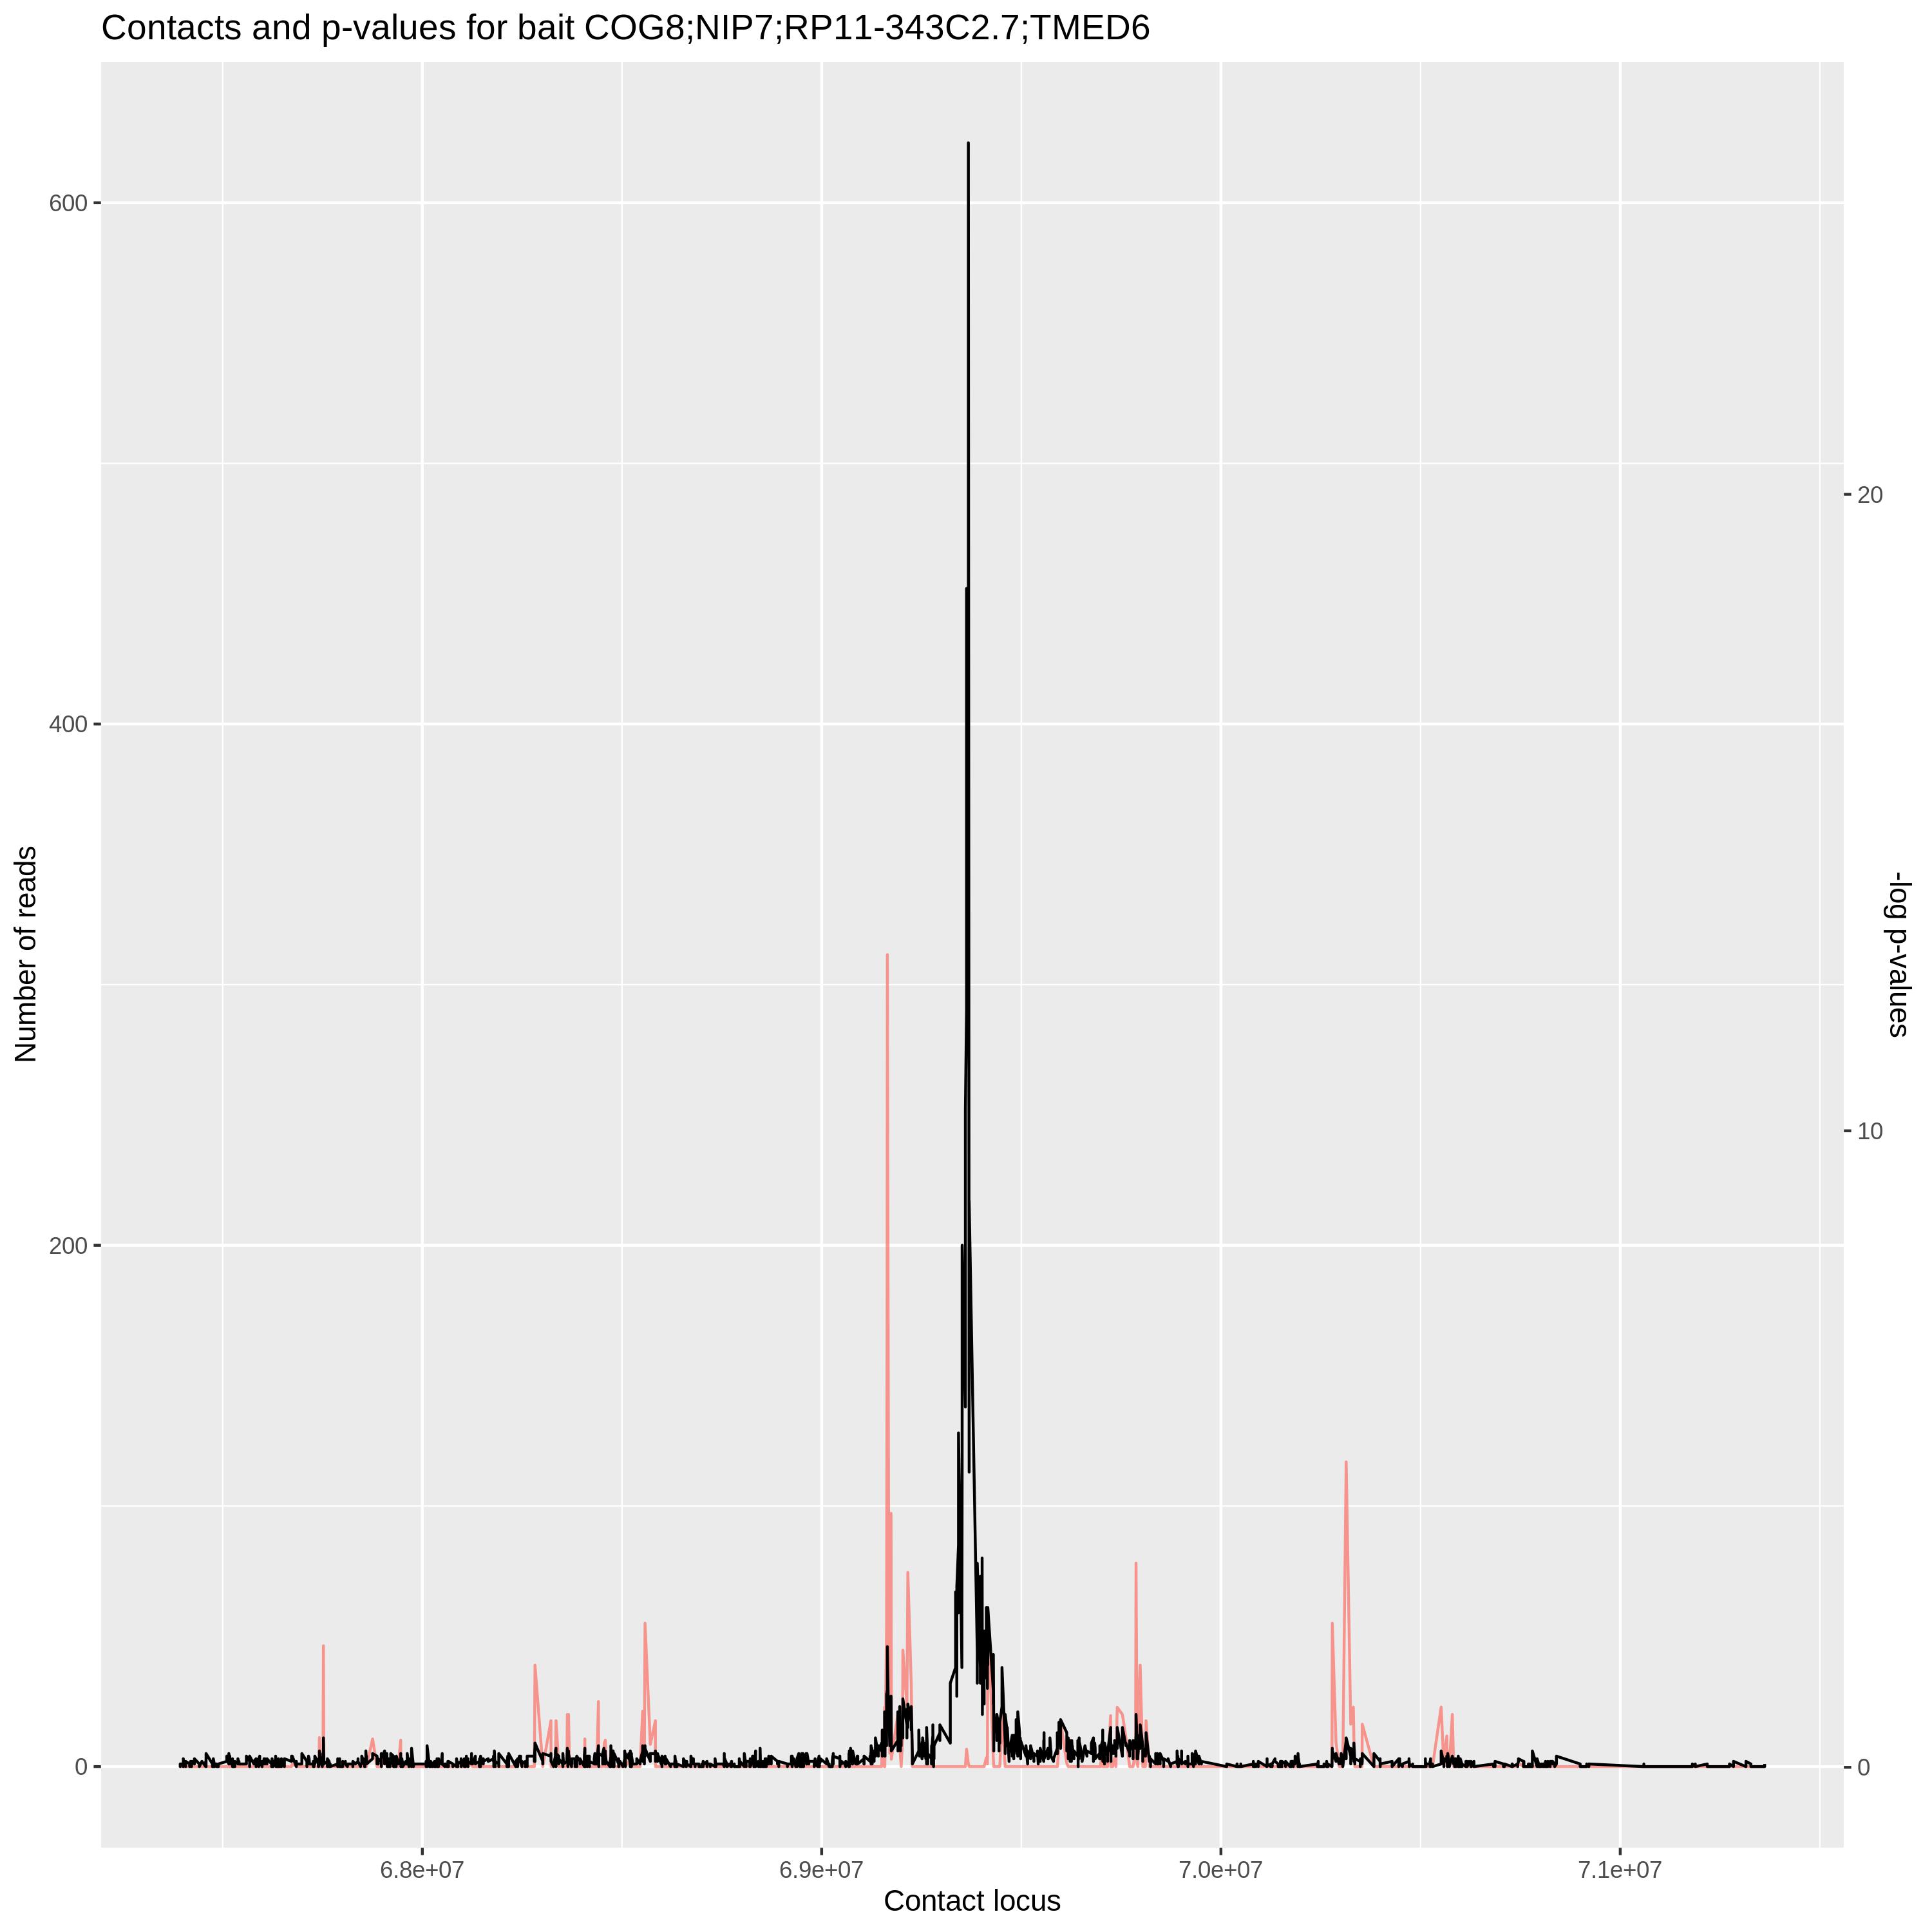 Contacts and p-values for bait COG8;NIP7;RP11-343C2.7;TMED6
600
400
200
0
Number of reads
20
10
0
-log p-values
6.8e+07
6.9e+07
7.0e+07
7.1e+07
Contact locus